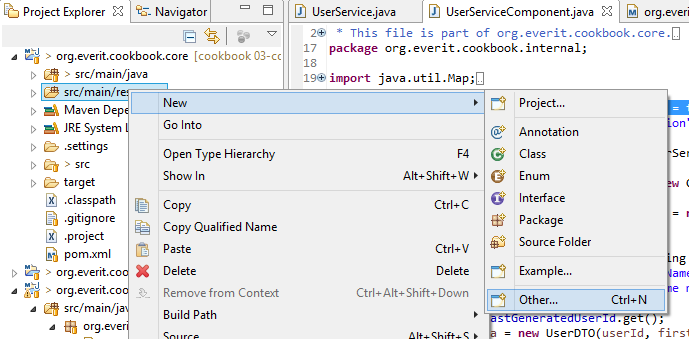 Project Explorer
Navigator
UserService.java
UserServiceComponent.java
org.ever
> org.everit.cookbook.core [cookbook 03-co
> src/main/java
src/main/res
Maven Depe
JRE System L
.settings
> src
target
.classpath
.gitignore
.project
pom.xml
> org.everit.c
> org.everit.c
> src/main/jav
org.everi
2 * This file is part of org.everit.cookbook.core.
17 package org.everit.cookbook.internal;
19 import java.util.Map;
New
Go Into
Open Type Hierarchy F4
Show In Alt+Shift+W
Copy Ctrl+C
Copy Qualified Name
Paste Ctrl+V
Delete Delete
Remove from Context Ctrl+Alt+Shift+Down
Build Path
Source Alt+Shift+S
Project...
Annotation
Class
Enum
Interface
Package
Source Folder
Example...
Other... Ctrl+N
astGeneratedUserId.get();
a = new UserDTO(userId, first